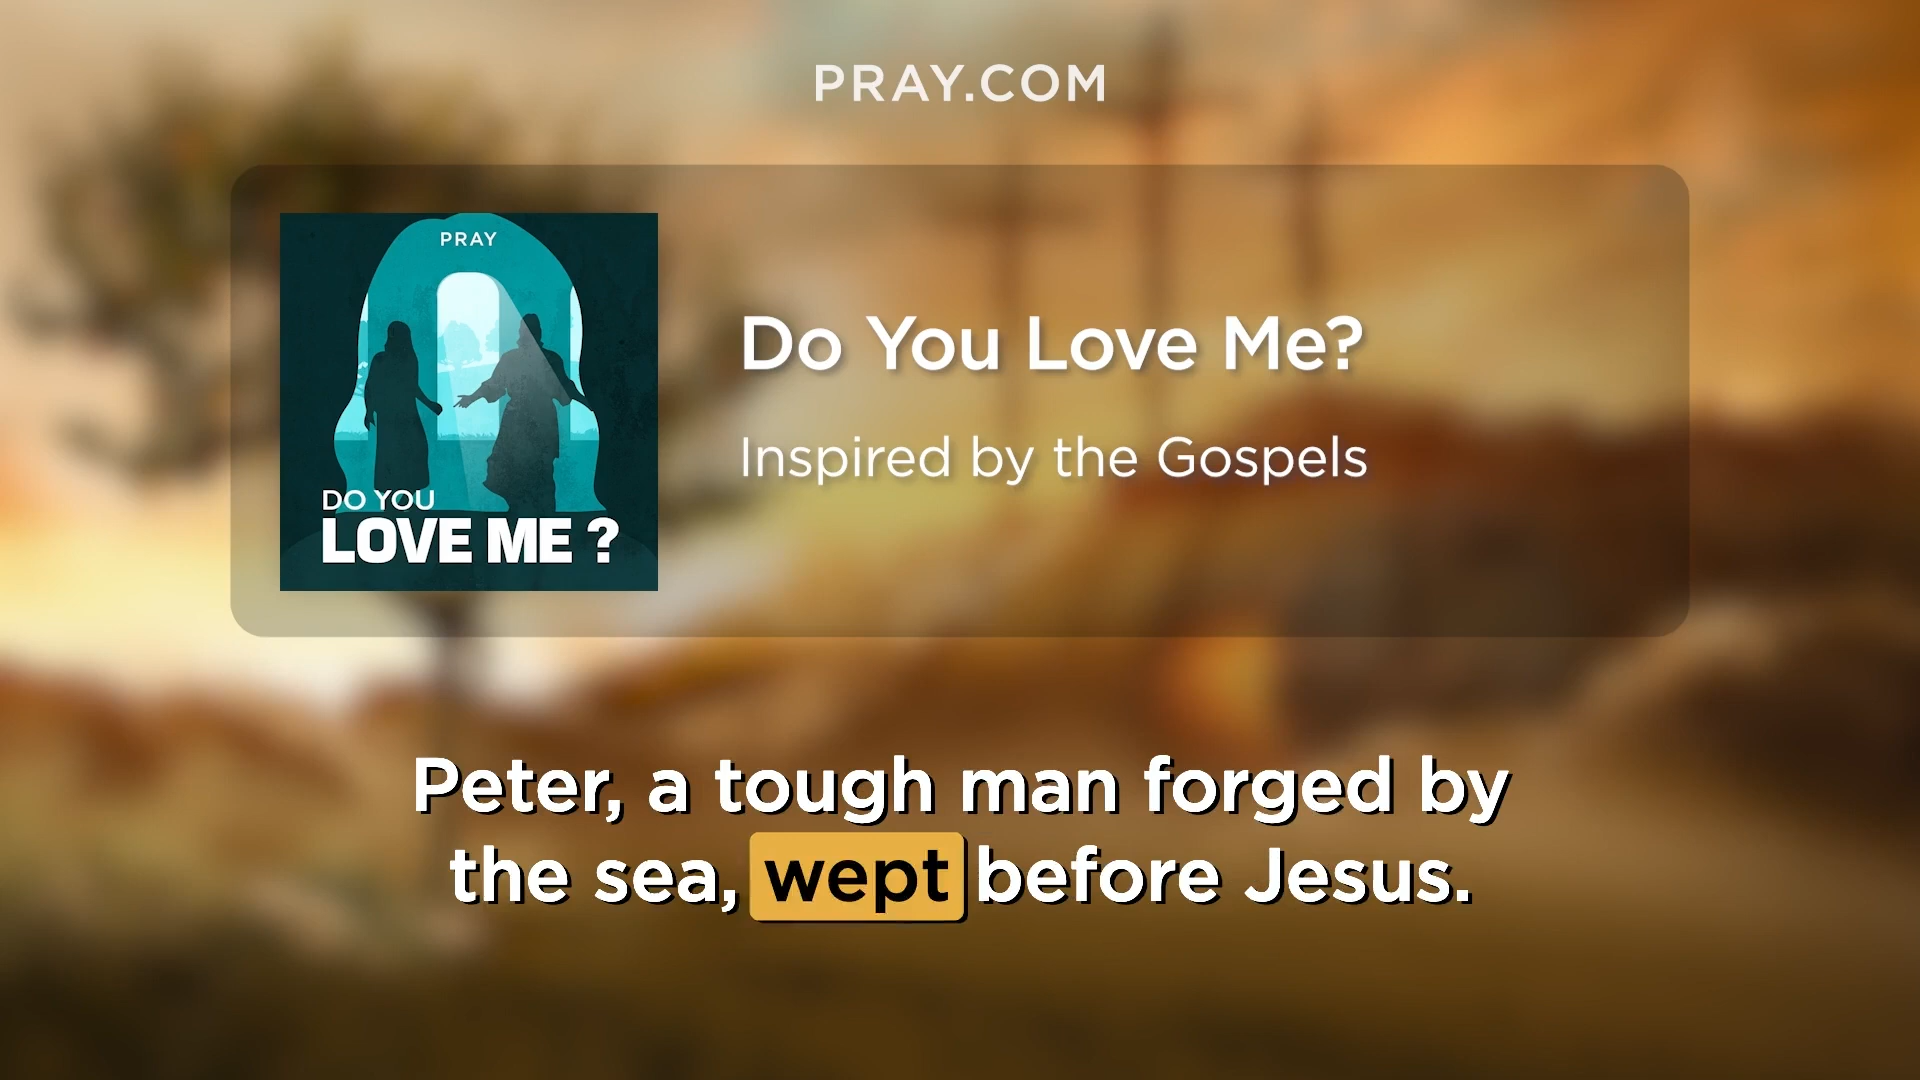 PRAY.COM
PRAY
DO YOU
LOVE ME ?
Do You Love Me?
Inspired by the Gospels
Peter, a tough man forged by
the sea, wept before Jesus.